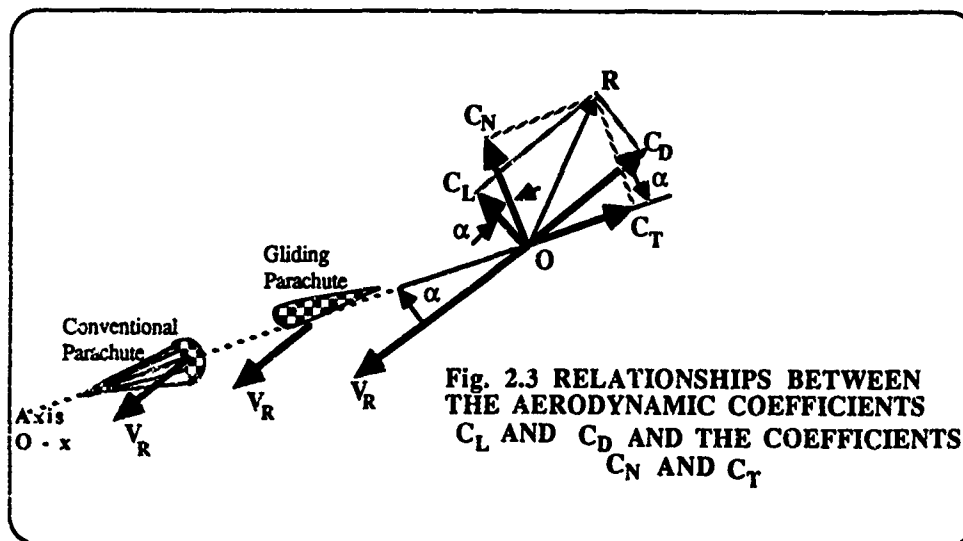 R
C_N
C_D
C_L
α
α
C_T
O
Gliding
Parachute
α
Conventional
Parachute
V_R
V_R
V_R
Axis
O - x
Fig. 2.3 RELATIONSHIPS BETWEEN
THE AERODYNAMIC COEFFICIENTS
C_L AND C_D AND THE COEFFICIENTS
C_N AND C_T